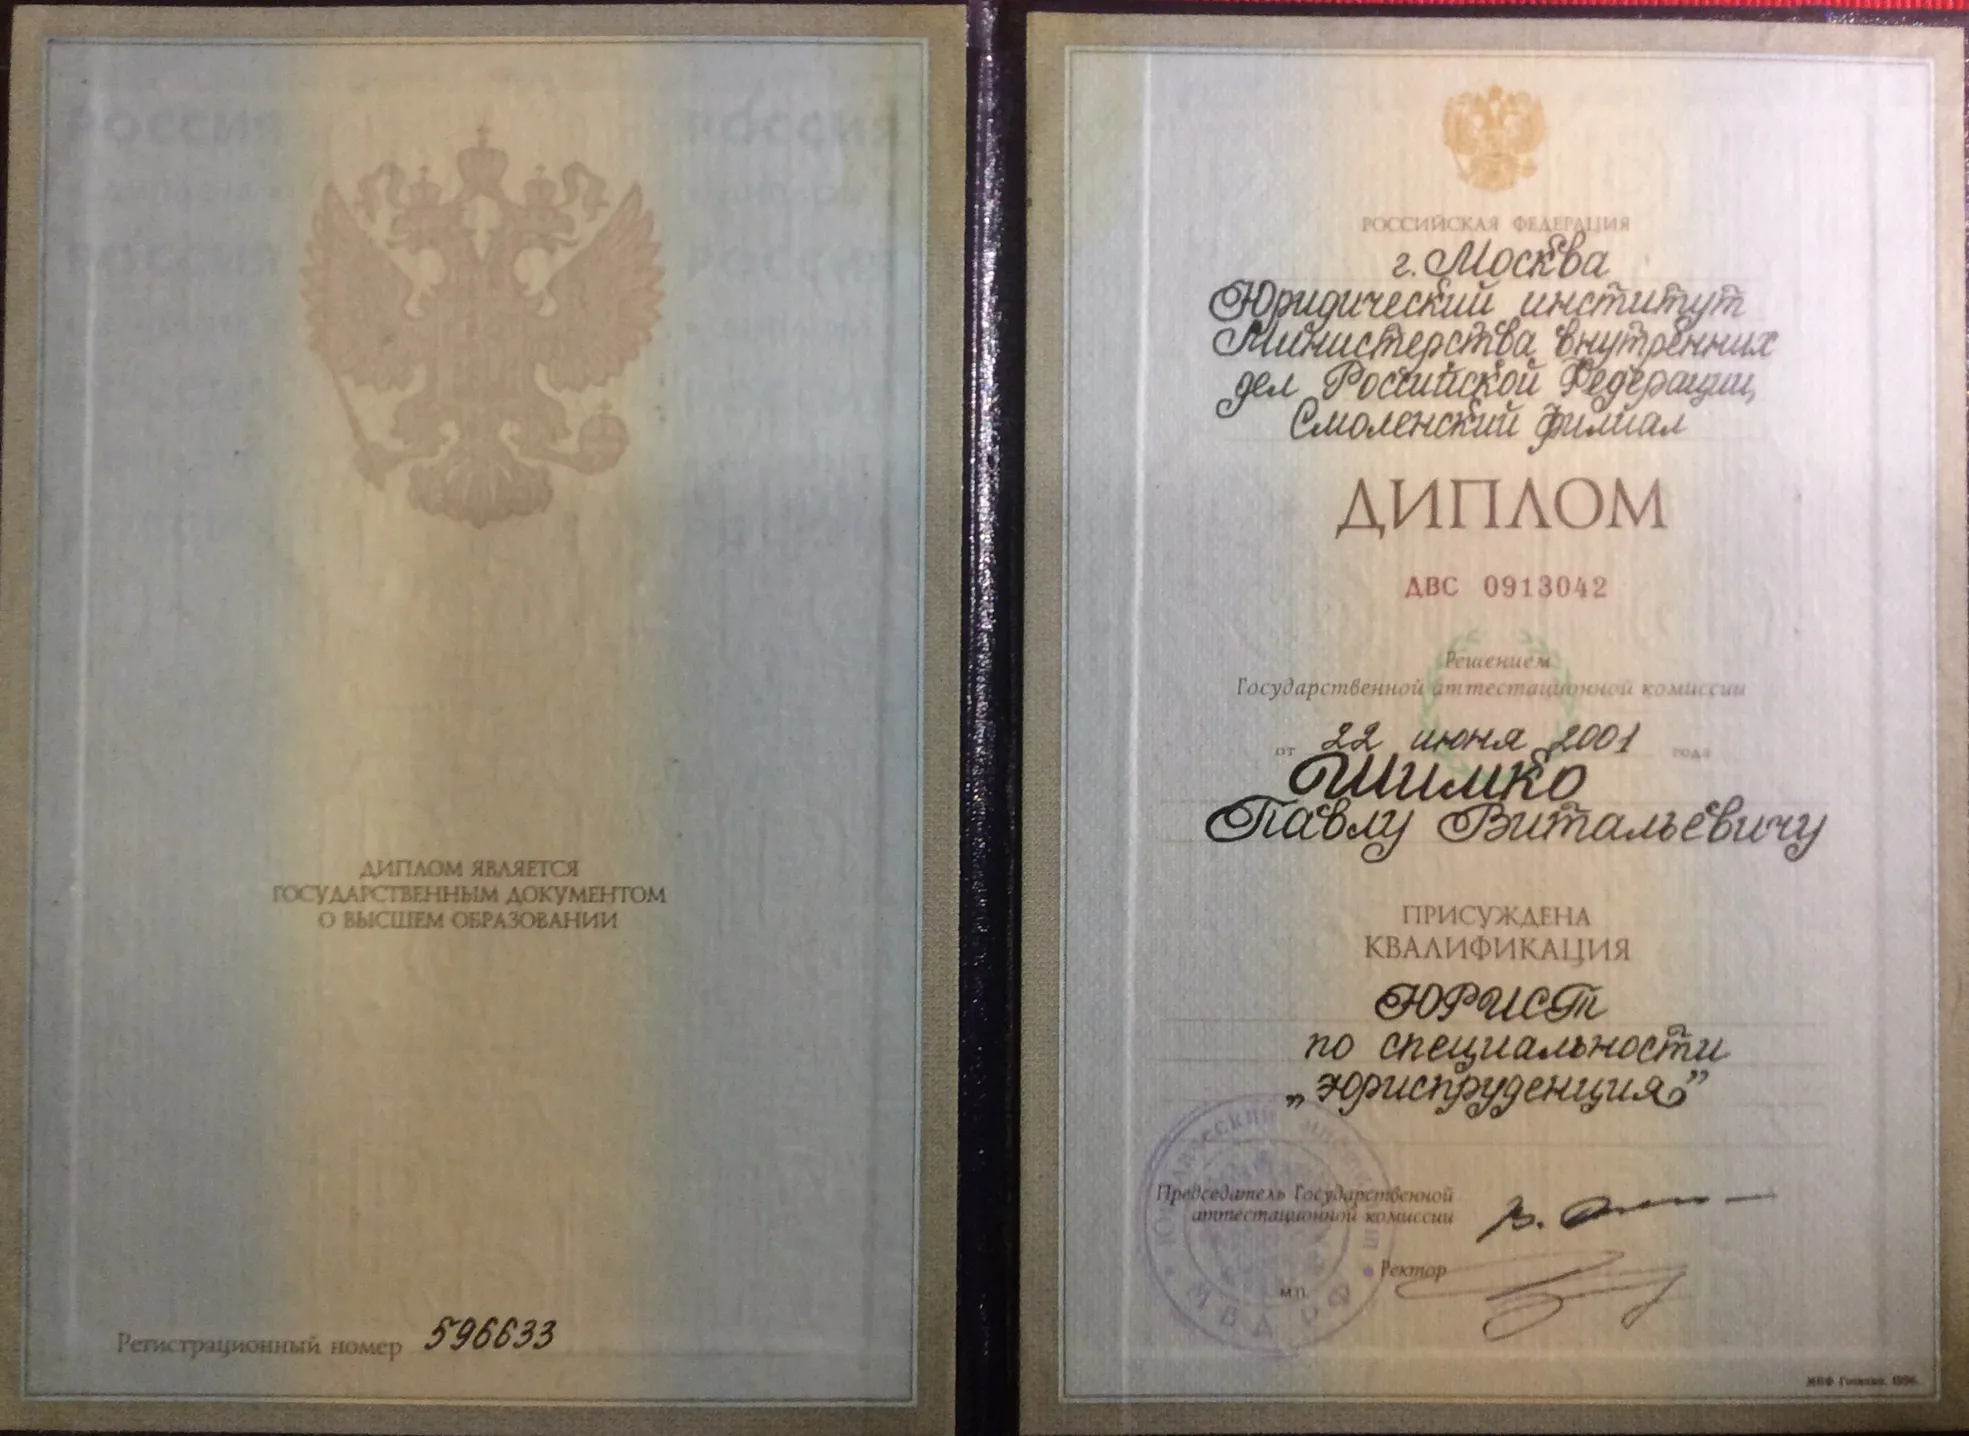 РОССИЯ РОССИЯ
ДИПЛОМ ЯВЛЯЕТСЯ
ГОСУДАРСТВЕННЫМ ДОКУМЕНТОМ
О ВЫСШЕМ ОБРАЗОВАНИИ
Регистрационный номер 596633
РОССИЙСКАЯ ФЕДЕРАЦИЯ
г. Москва
Юридический институт
Министерства внутренних
дел Российской Федерации,
Смоленский филиал
ДИПЛОМ
ДВС 0913042
Решением
Государственной аттестационной комиссии
от 22 июня 2001 года
Шимко
Павлу Витальевичу
ПРИСУЖДЕНА
КВАЛИФИКАЦИЯ
ЮРИСТ
по специальности
„юриспруденция”
Председатель Государственной
аттестационной комиссии
Ректор
М.П.